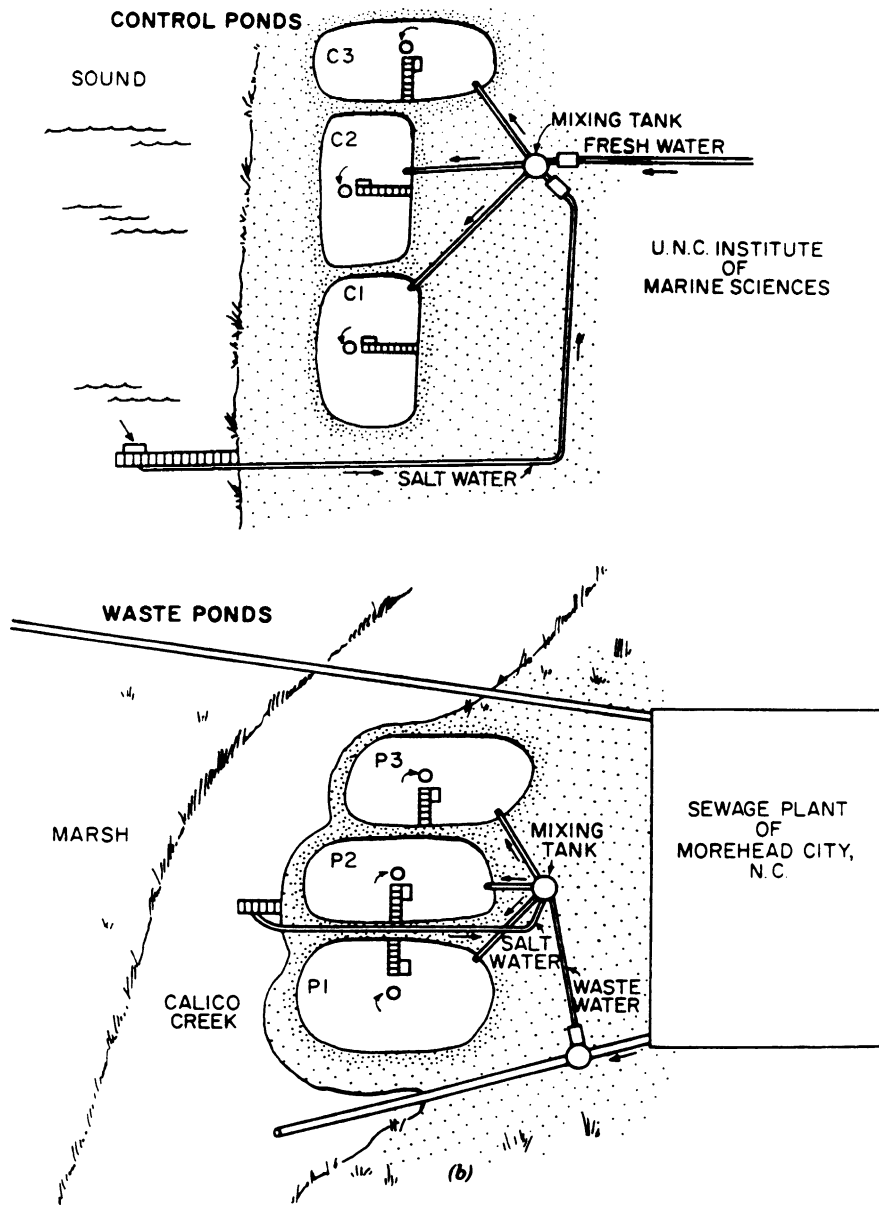 CONTROL PONDS
SOUND
C3
C2
C1
MIXING TANK
FRESH WATER
U.N.C. INSTITUTE
OF
MARINE SCIENCES
SALT WATER
WASTE PONDS
P3
P2
P1
MARSH
MIXING
TANK
SEWAGE PLANT
OF
MOREHEAD CITY,
N.C.
SALT
WATER
WASTE
WATER
CALICO
CREEK
(b)